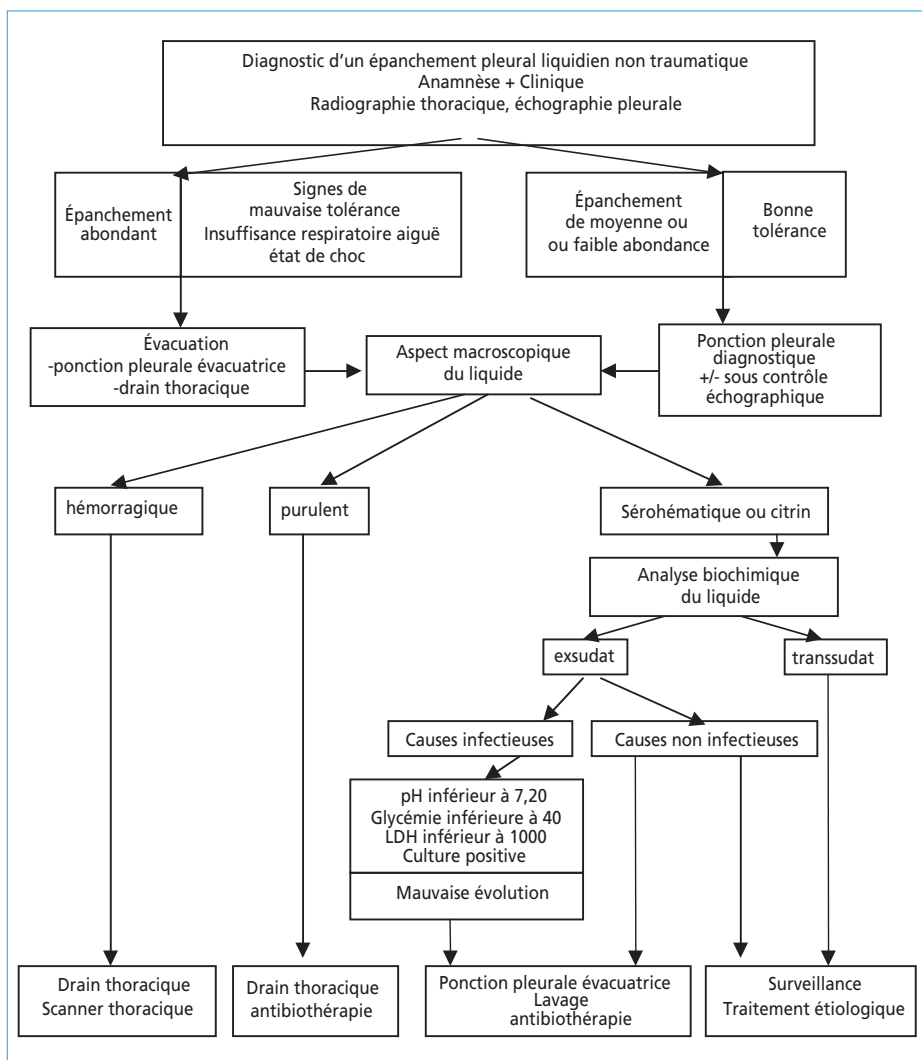 Diagnostic d'un épanchement pleural liquidien non traumatique
Anamnèse + Clinique
Radiographie thoracique, échographie pleurale
Épanchement
abondant
Signes de
mauvaise tolérance
Insuffisance respiratoire aiguë
état de choc
Épanchement
de moyenne ou
ou faible abondance
Bonne
tolérance
Évacuation
-ponction pleurale évacuatrice
-drain thoracique
Aspect macroscopique
du liquide
Ponction pleurale
diagnostique
+/- sous contrôle
échographique
hémorragique
purulent
Sérohématique ou citrin
Analyse biochimique
du liquide
exsudat
transsudat
Causes infectieuses
Causes non infectieuses
pH inférieur à 7,20
Glycémie inférieure à 40
LDH inférieur à 1000
Culture positive
Mauvaise évolution
Drain thoracique
Scanner thoracique
Drain thoracique
antibiothérapie
Ponction pleurale évacuatrice
Lavage
antibiothérapie
Surveillance
Traitement étiologique